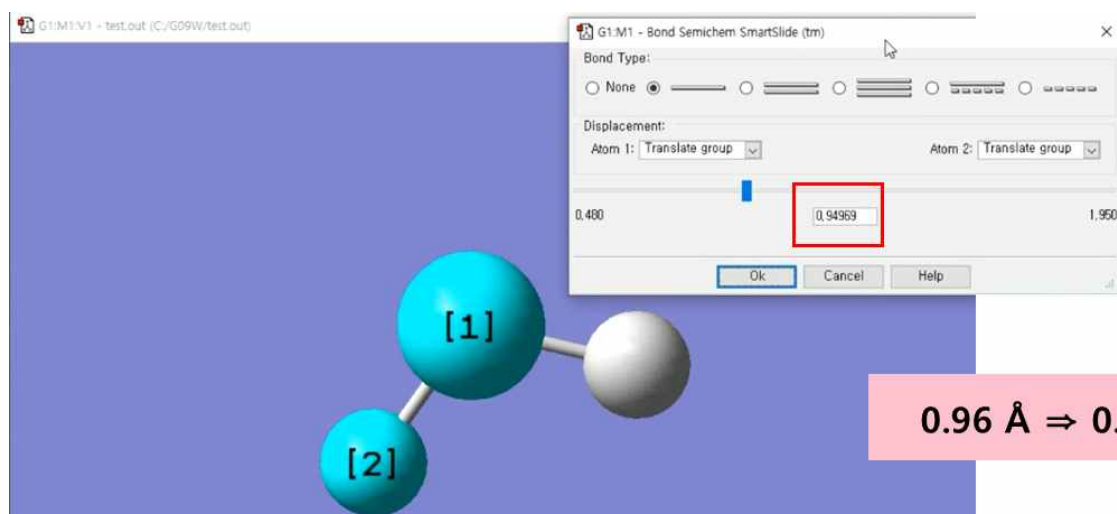 G1:M1:V1 - test.out (C:/G09W/test.out)
G1:M1 - Bond Semichem SmartSlide (tm)
Bond Type:
None
Displacement:
Atom 1: Translate group
Atom 2: Translate group
0,480
0,94969
1,950
Ok
Cancel
Help
[1]
[2]
0.96 Å ⇒ 0.